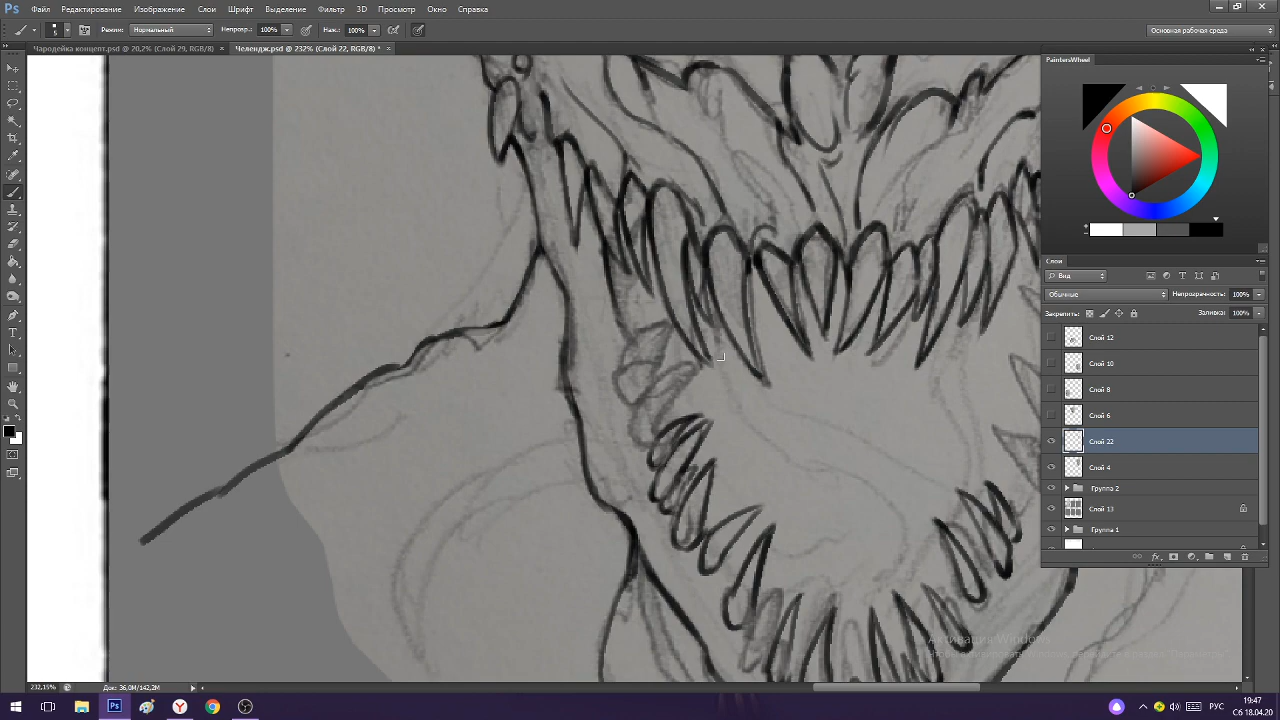 Ps Файл Редактирование Изображение Слои Шрифт Выделение Фильтр 3D Просмотр Окно Справка
5 Режим: Нормальный Непрозр.: 100% Наж.: 100% Основная рабочая среда
Чародейка концепт.psd @ 20,2% (Слой 29, RGB/8) × Челендж.psd @ 232% (Слой 22, RGB/8) * ×
PaintersWheel
Слои
Вид
Обычные Непрозрачность: 100%
Закрепить: Заливка: 100%
Слой 12
Слой 10
Слой 8
Слой 6
Слой 22
Слой 4
Группа 2
Слой 13
Группа 1
Активация Windows
232,15% Док: 36,0M/142,2M
Ps
РУС
19:47
Сб 18.04.20